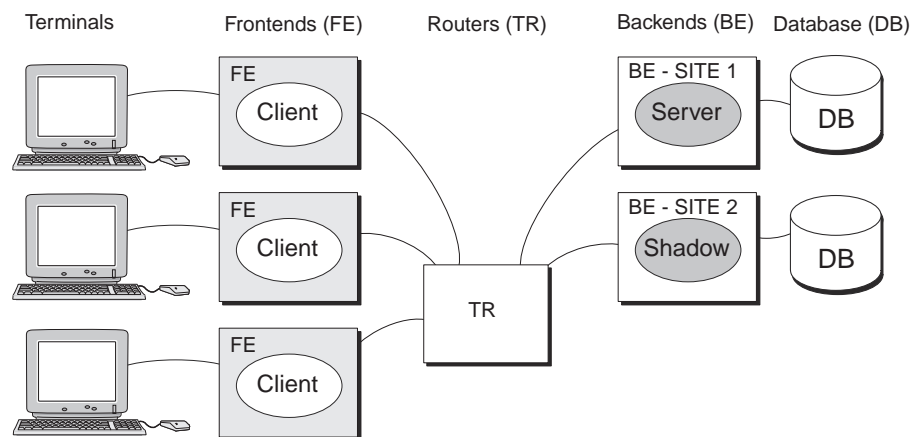 Terminals
Frontends (FE)
Routers (TR)
Backends (BE)
Database (DB)
FE
Client
BE - SITE 1
Server
DB
FE
Client
BE - SITE 2
Shadow
DB
TR
FE
Client